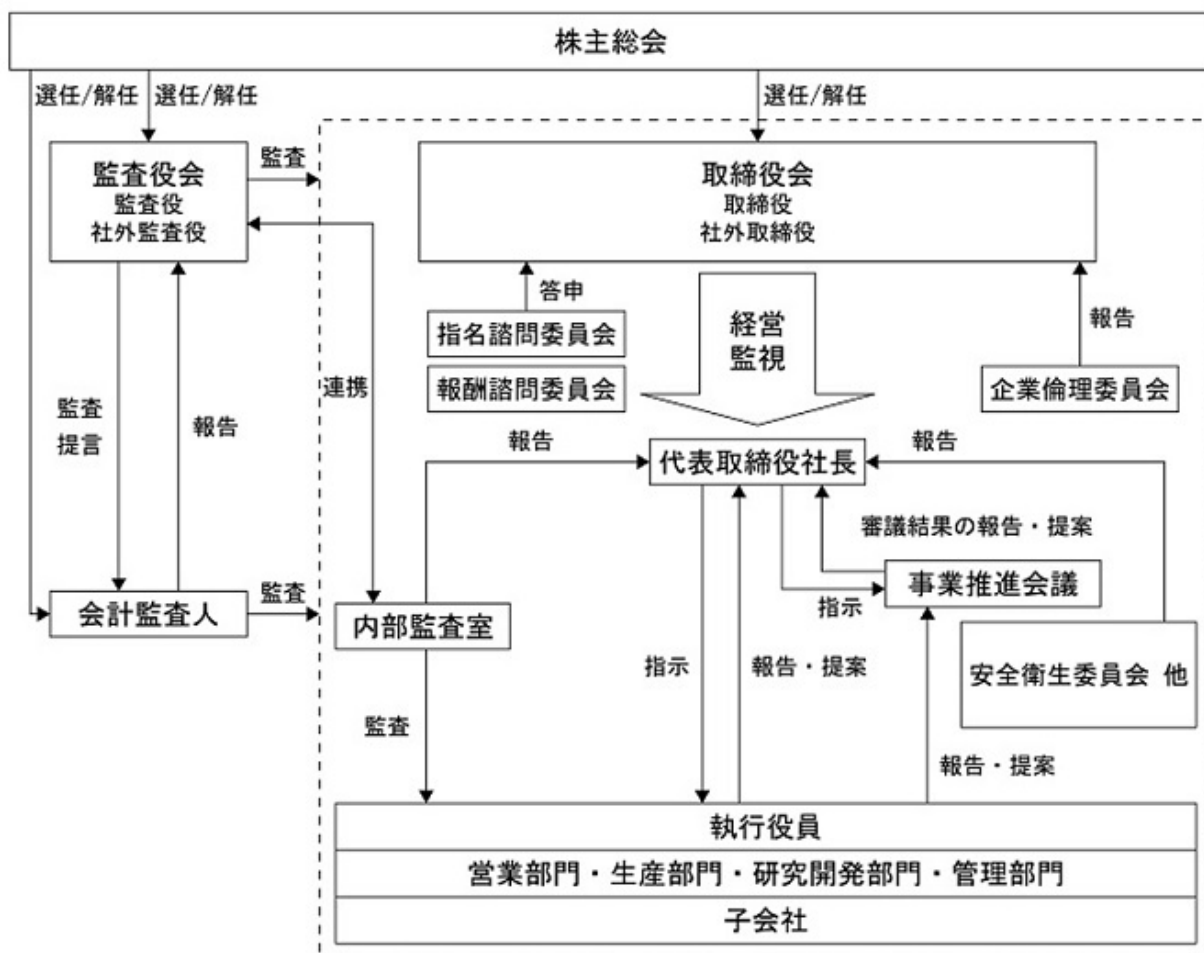 株主総会
選任/解任
選任/解任
選任/解任
監査役会
監査役
社外監査役
監査
取締役会
取締役
社外取締役
答申
指名諮問委員会
報酬諮問委員会
経営
監視
報告
企業倫理委員会
監査
提言
報告
連携
報告
代表取締役社長
報告
審議結果の報告・提案
事業推進会議
指示
会計監査人
監査
内部監査室
指示
報告・提案
安全衛生委員会 他
監査
報告・提案
執行役員
営業部門・生産部門・研究開発部門・管理部門
子会社